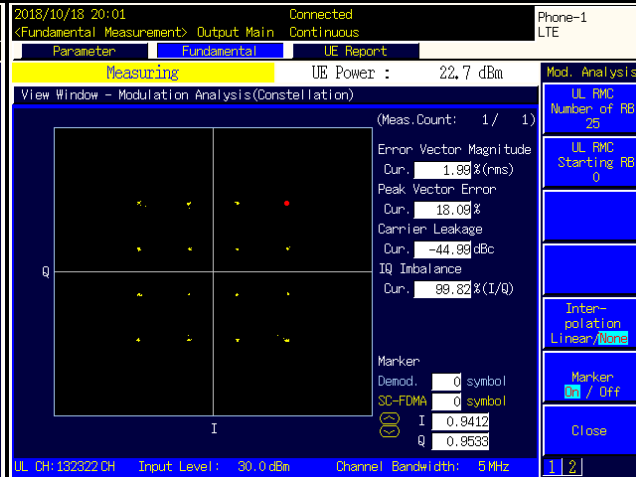 2018/10/18 20:01 Connected Phone-1
<Fundamental Measurement> Output Main Continuous LTE
Parameter Fundamental UE Report
Measuring UE Power : 22.7 dBm Mod. Analysis
View Window - Modulation Analysis(Constellation)
UL RMC
Number of RB
25
(Meas.Count: 1/ 1)
Error Vector Magnitude
Cur. 1.99 %(rms)
Peak Vector Error
Cur. 18.09 %
Carrier Leakage
Cur. -44.99 dBc
IQ Imbalance
Cur. 99.82 %(I/Q)
UL RMC
Starting RB
0
Q
I
Inter-
polation
Linear/None
Marker
Demod. 0 symbol
SC-FDMA 0 symbol
I 0.9412
Q 0.9533
Marker
On / Off
Close
UL CH: 132322 CH Input Level: 30.0 dBm Channel Bandwidth: 5 MHz
1 2